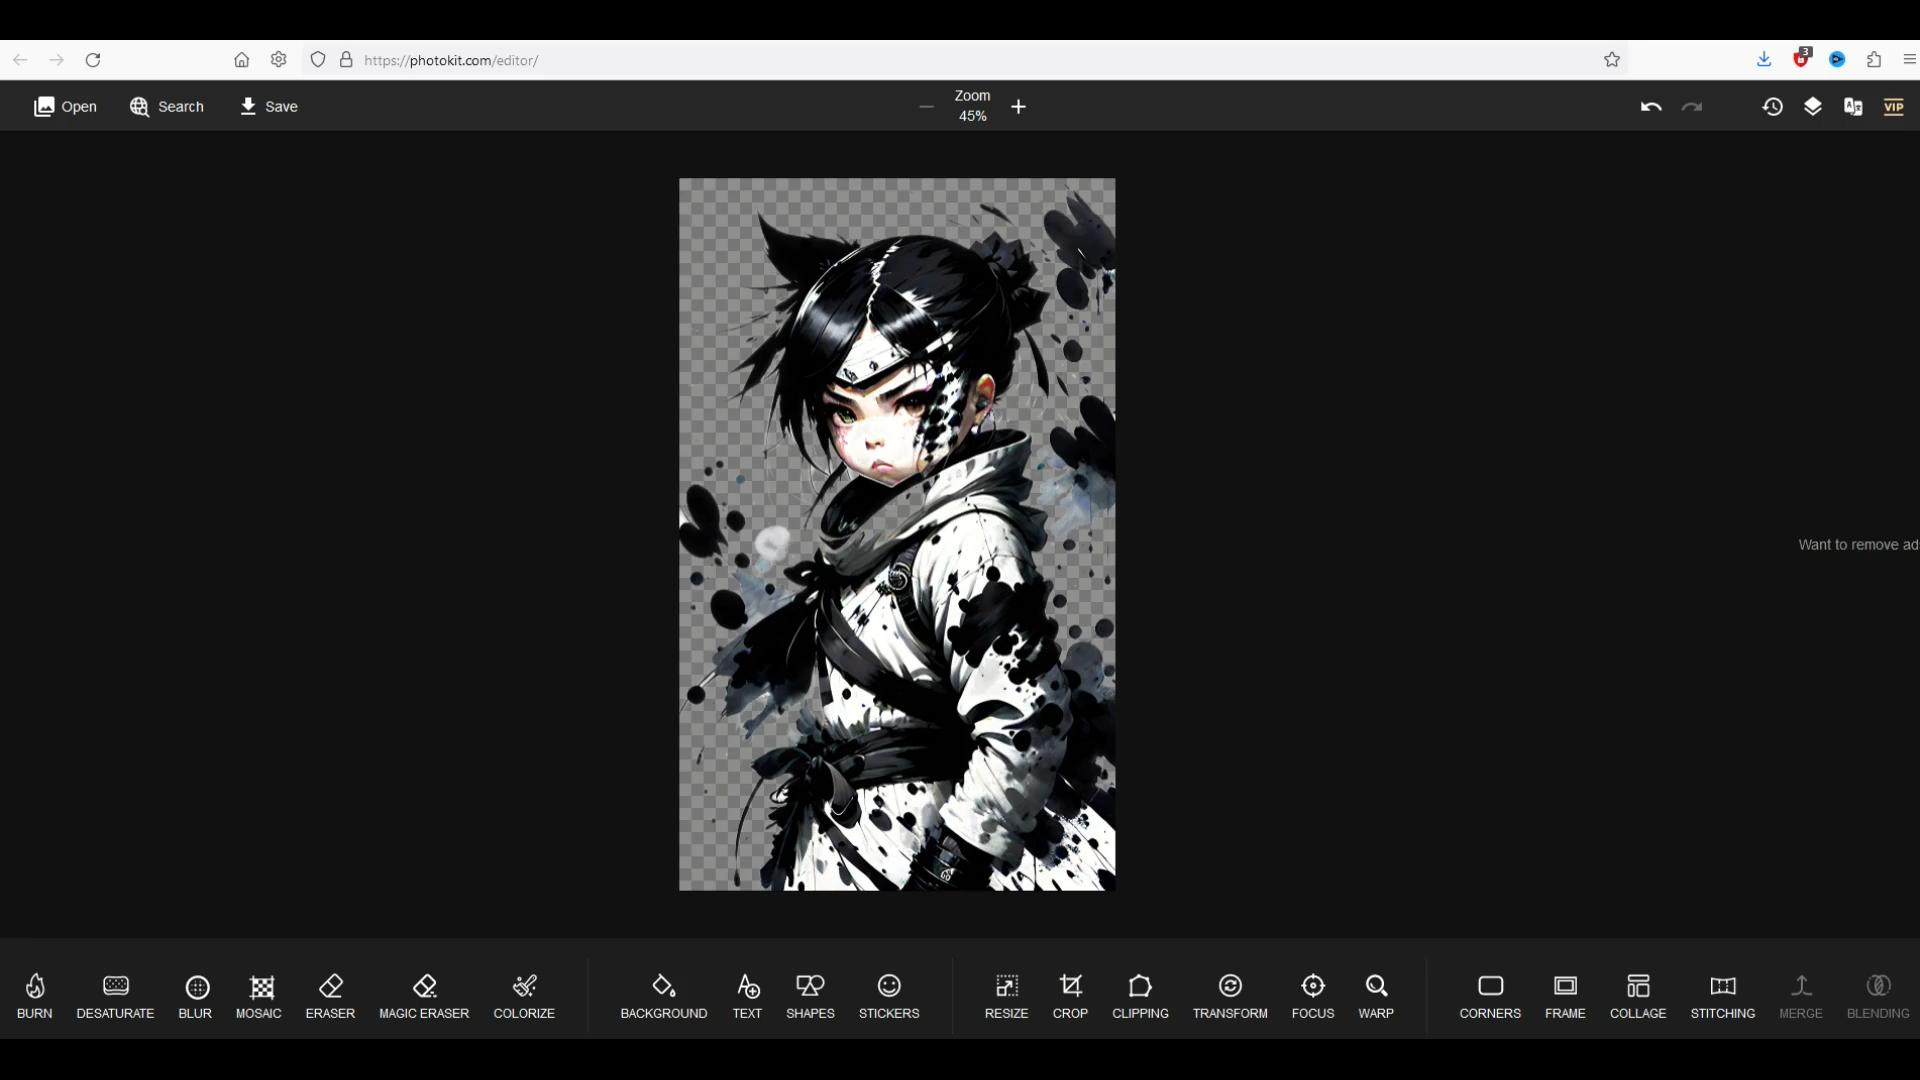 https://photokit.com/editor/
3
Open
Search
Save
Zoom
45%
VIP
Want to remove ad
BURN
DESATURATE
BLUR
MOSAIC
ERASER
MAGIC ERASER
COLORIZE
BACKGROUND
TEXT
SHAPES
STICKERS
RESIZE
CROP
CLIPPING
TRANSFORM
FOCUS
WARP
CORNERS
FRAME
COLLAGE
STITCHING
MERGE
BLENDING